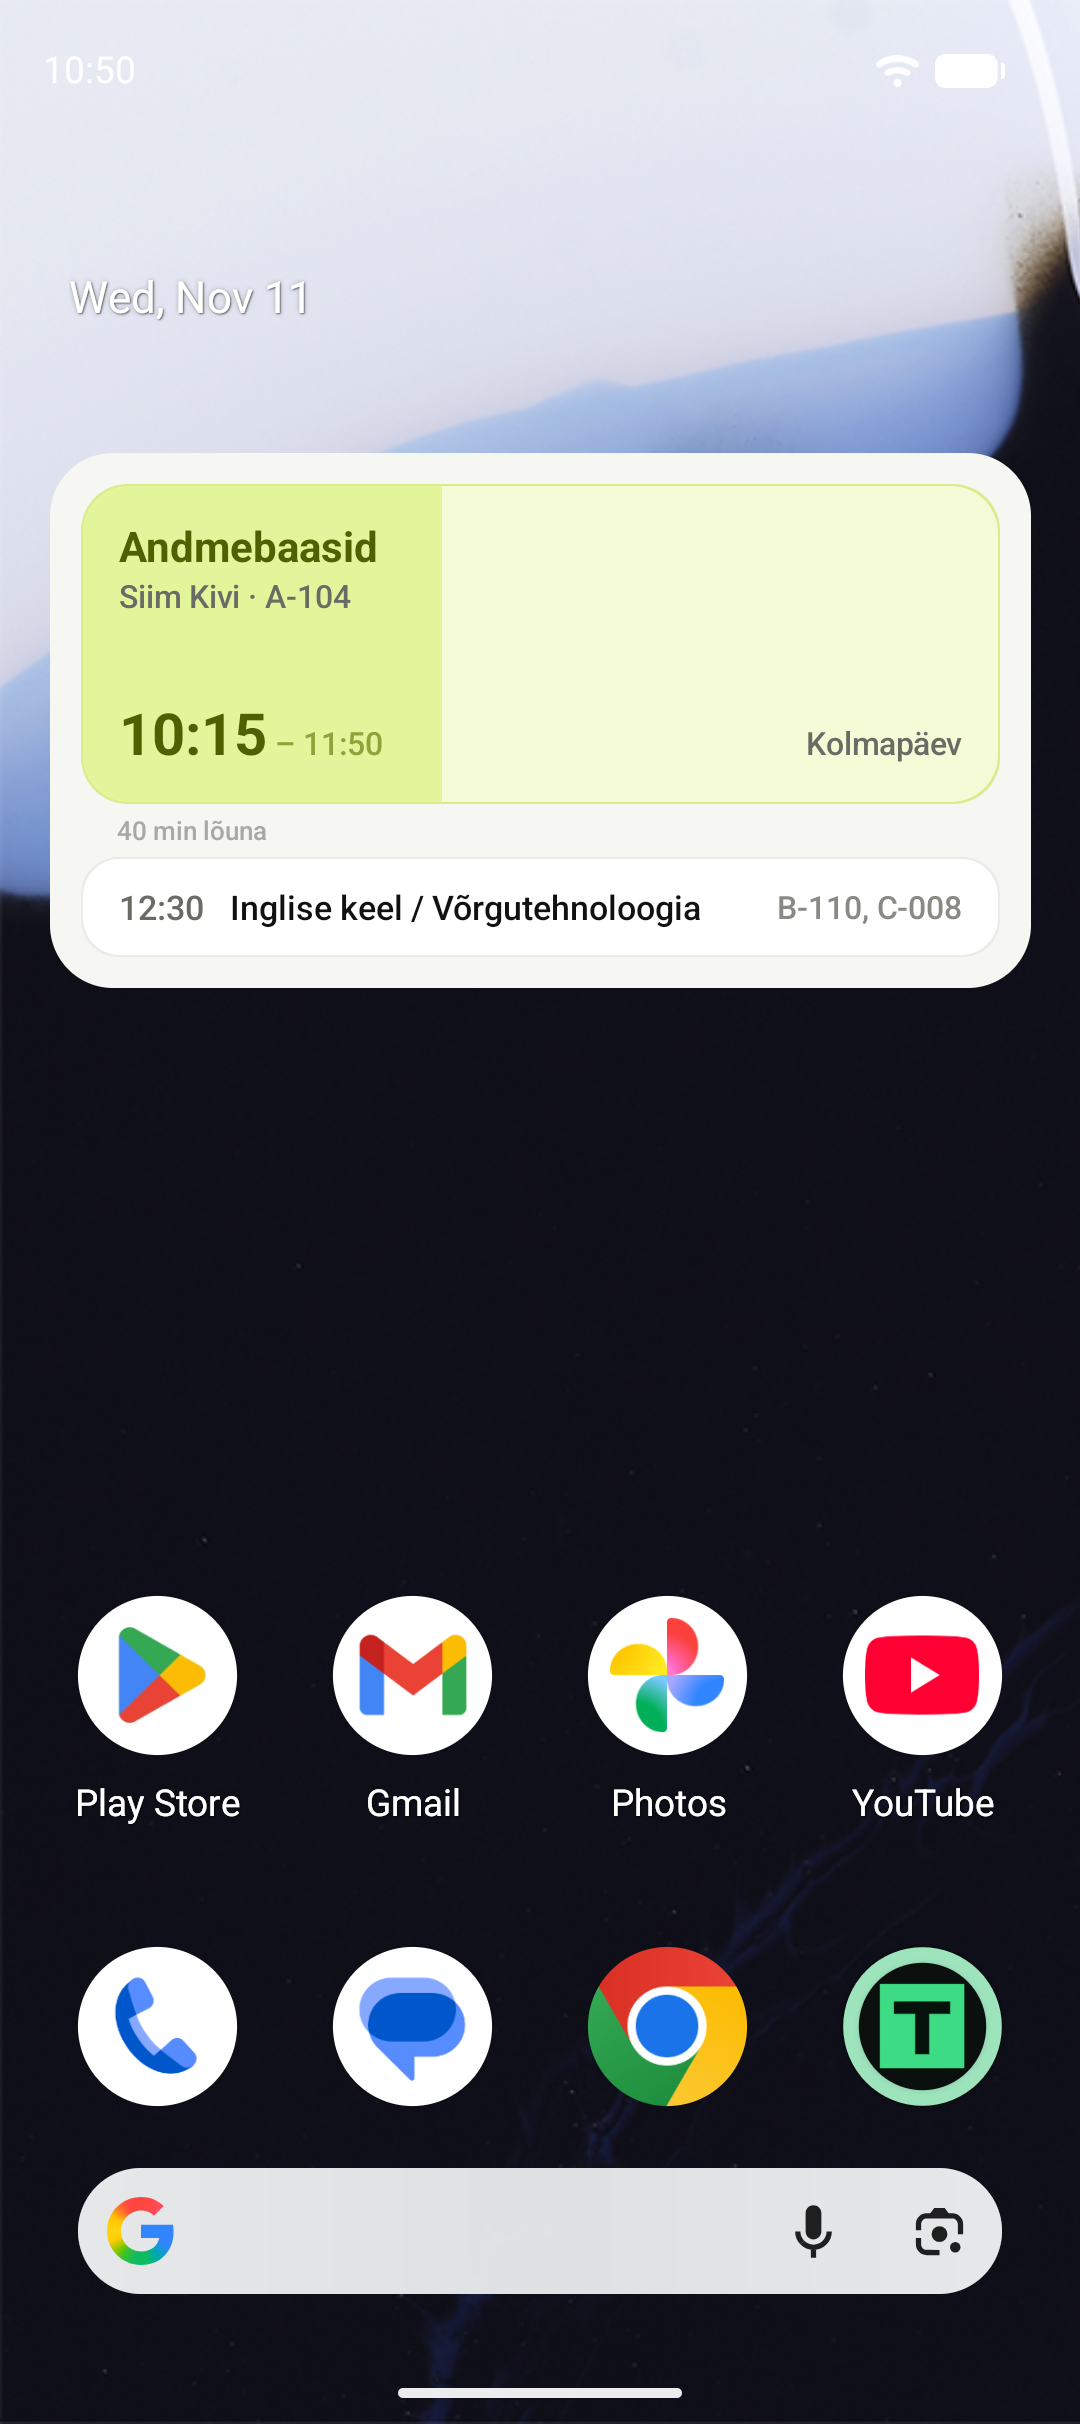 10:50
Wed, Nov 11
Andmebaasid
Siim Kivi · A-104
10:15 – 11:50
Kolmapäev
40 min lõuna
12:30 Inglise keel / Võrgutehnoloogia B-110, C-008
Play Store Gmail Photos YouTube
T